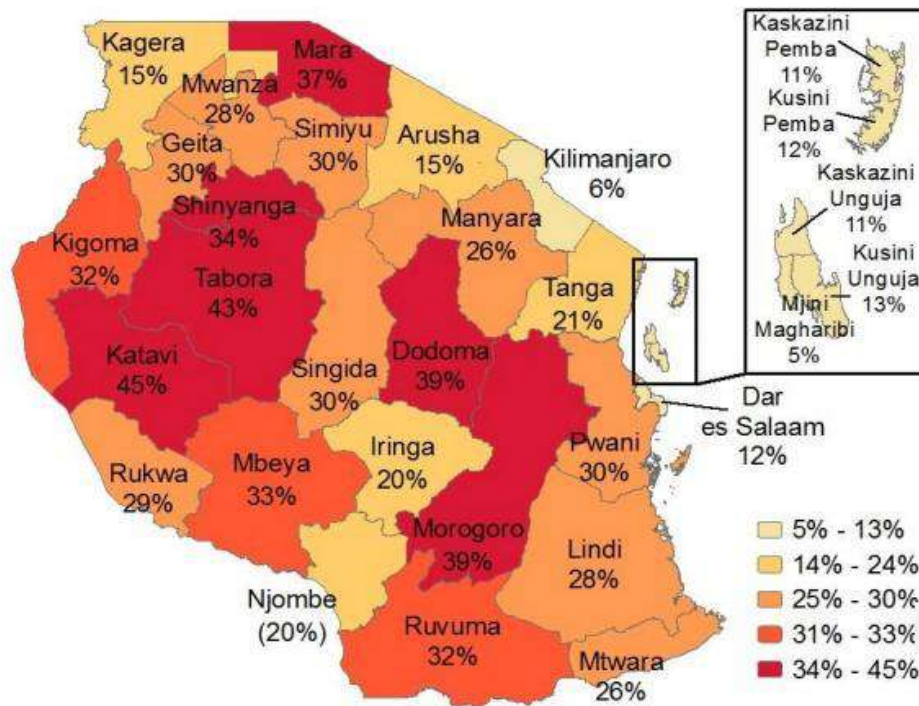 Kagera
15%
Mara
37%
Mwanza
28%
Simiyu
30%
Geita
30%
Arusha
15%
Kilimanjaro
6%
Shinyanga
34%
Kigoma
32%
Manyara
26%
Tabora
43%
Tanga
21%
Katavi
45%
Singida
30%
Dodoma
39%
Dar
es Salaam
12%
Rukwa
29%
Mbeya
33%
Iringa
20%
Pwani
30%
Morogoro
39%
Lindi
28%
Njombe
(20%)
Ruvuma
32%
Mtwara
26%
Kaskazini
Pemba
11%
Kusini
Pemba
12%
Kaskazini
Unguja
11%
Kusini
Unguja
13%
Mjini
Magharibi
5%
5% - 13%
14% - 24%
25% - 30%
31% - 33%
34% - 45%